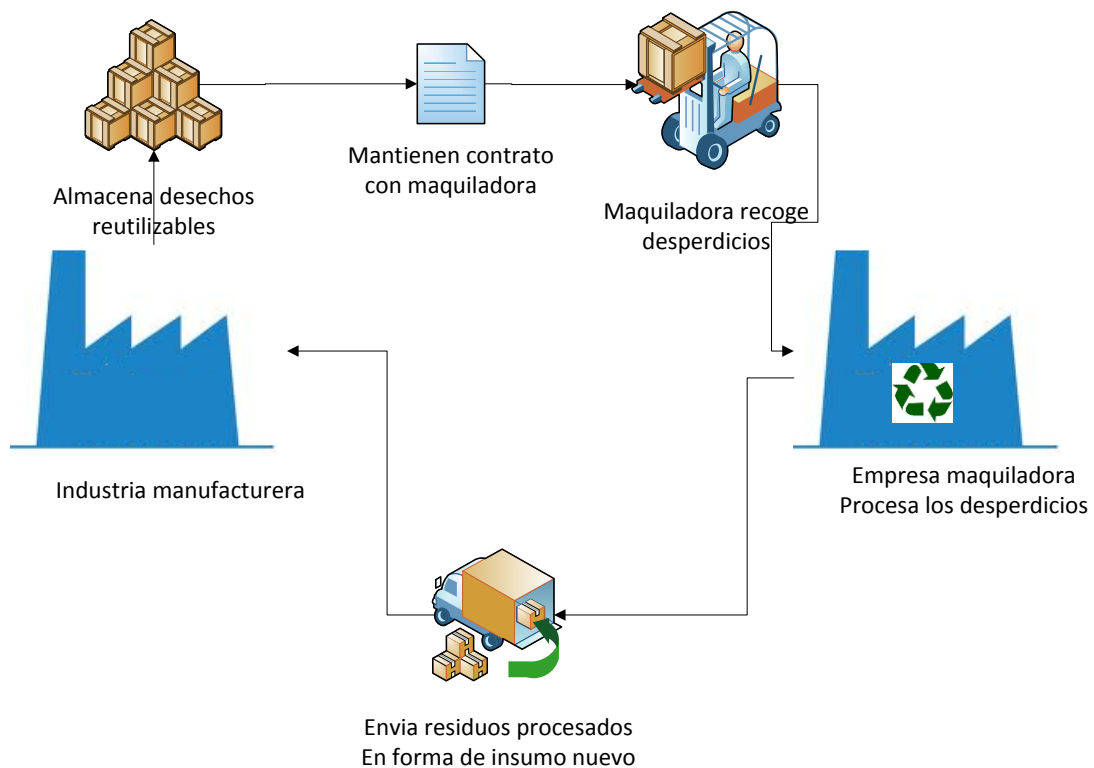 Almacena desechos
reutilizables
Mantienen contrato
con maquiladora
Maquiladora recoge
desperdicios
Industria manufacturera
Empresa maquiladora
Procesa los desperdicios
Envia residuos procesados
En forma de insumo nuevo